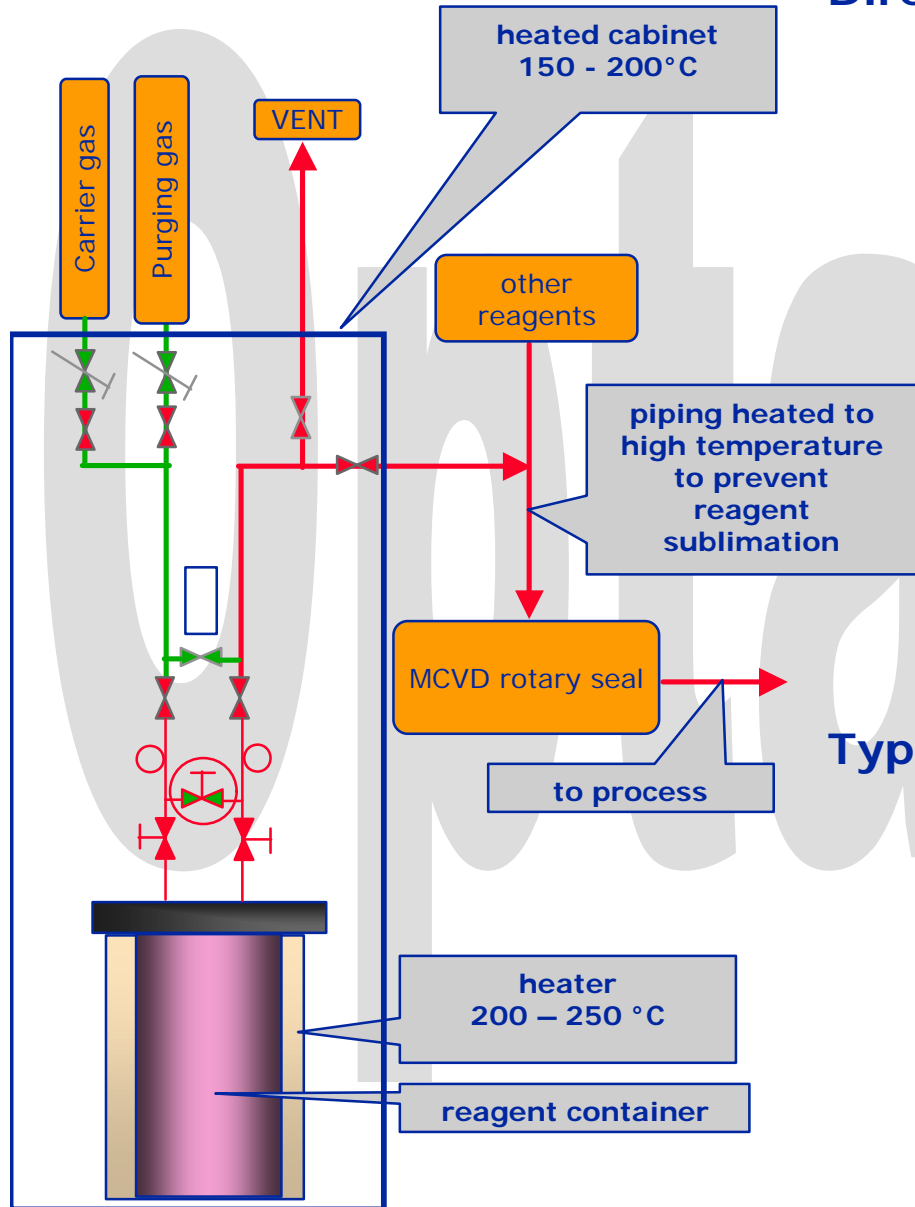 heated cabinet
150 - 200°C
Carrier gas
Purging gas
VENT
other
reagents
piping heated to
high temperature
to prevent
reagent
sublimation
MCVD rotary seal
to process
heater
200 – 250 °C
reagent container